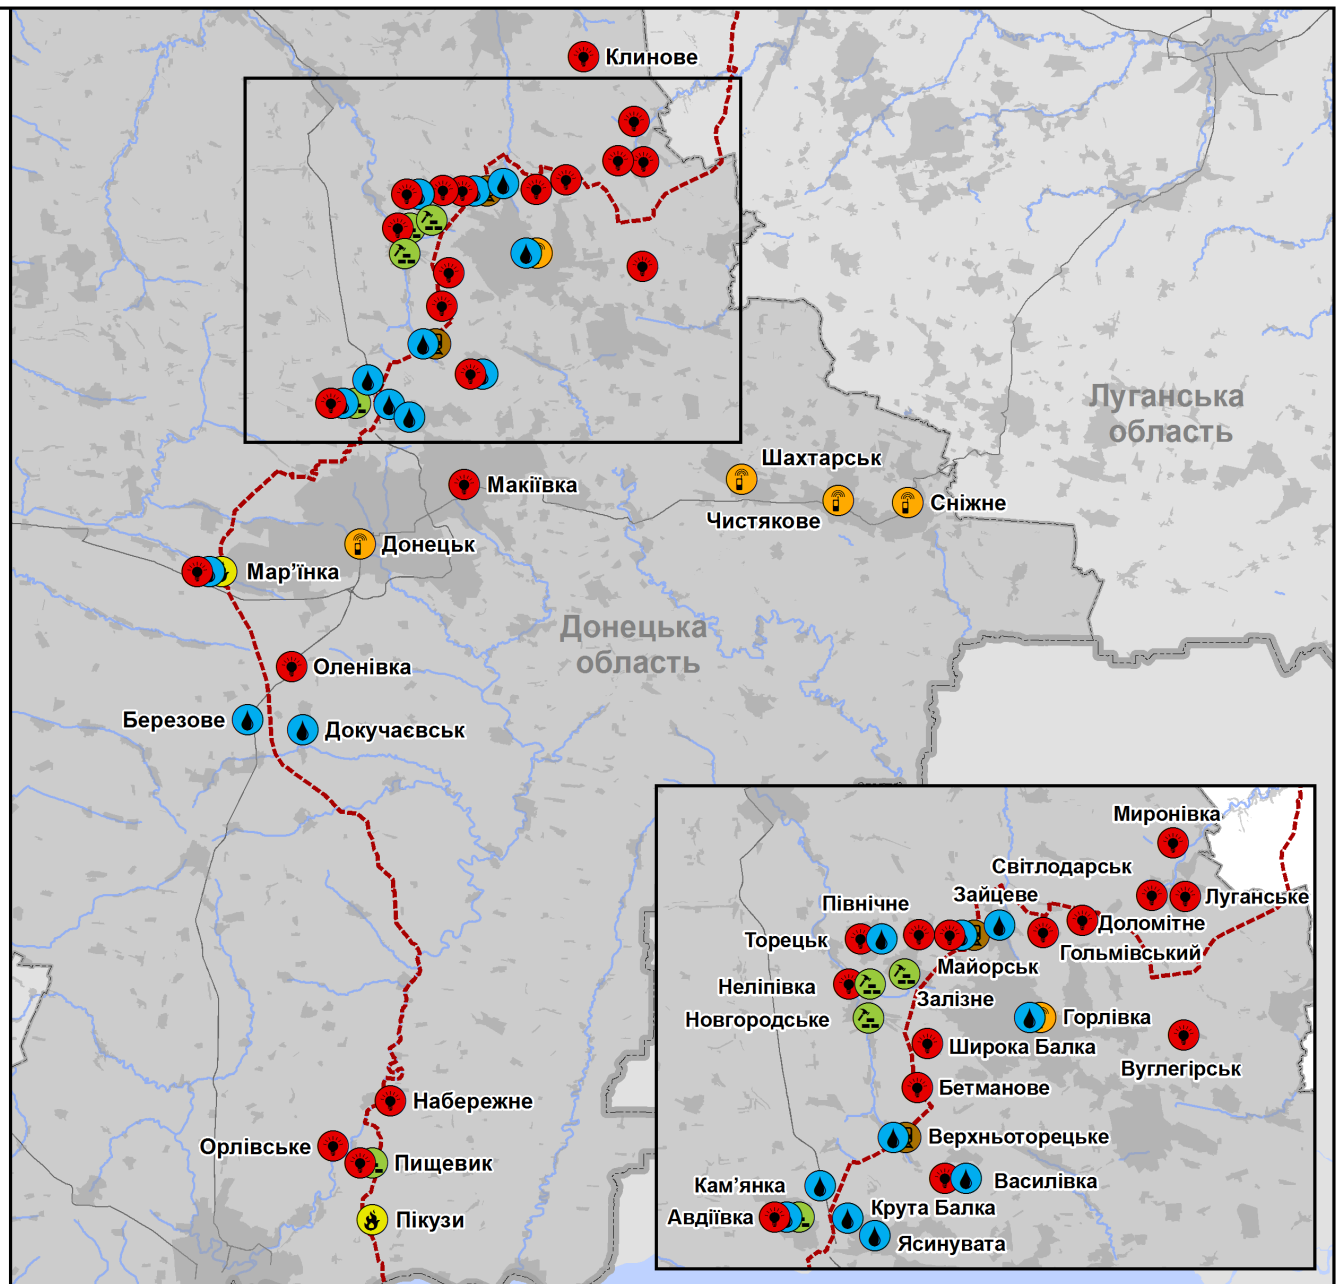 Клинове
Луганська
область
Шахтарськ
Макіївка
Чистякове
Сніжне
Донецьк
Мар’їнка
Донецька
область
Оленівка
Березове
Докучаєвськ
Набережне
Орлівське
Пищевик
Пікузи
Миронівка
Світлодарськ
Зайцеве
Луганське
Північне
Доломітне
Торецьк
Гольмівський
Майорськ
Неліпівка
Залізне
Новгородське
Горлівка
Широка Балка
Вуглегірськ
Бетманове
Верхньоторецьке
Кам’янка
Василівка
Крута Балка
Авдіївка
Ясинувата